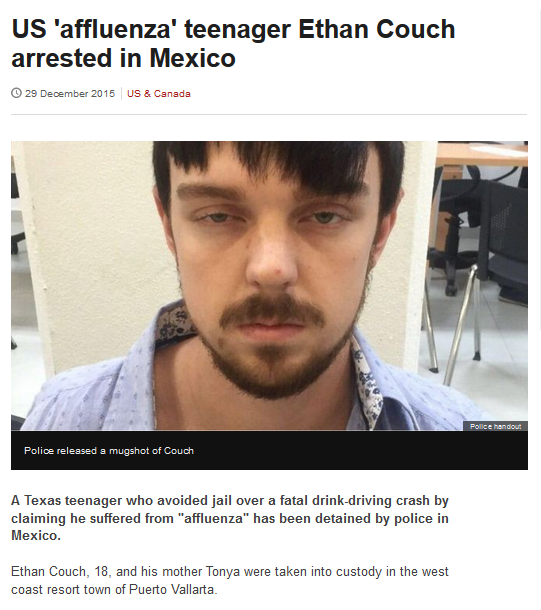 US 'affluenza' teenager Ethan Couch
arrested in Mexico
29 December 2015 US & Canada
Police handout
Police released a mugshot of Couch
A Texas teenager who avoided jail over a fatal drink-driving crash by
claiming he suffered from "affluenza" has been detained by police in
Mexico.
Ethan Couch, 18, and his mother Tonya were taken into custody in the west
coast resort town of Puerto Vallarta.